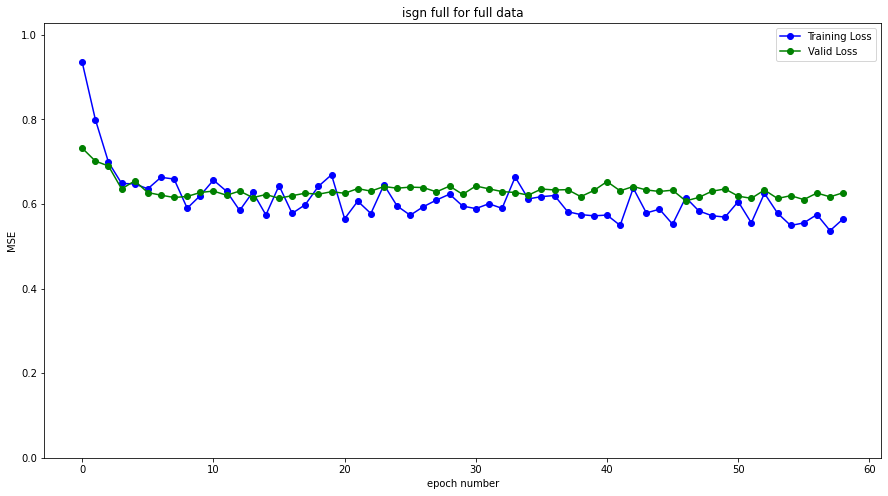 isgn full for full data
Training Loss
Valid Loss
MSE
1.0
0.8
0.6
0.4
0.2
0.0
0 10 20 30 40 50 60
epoch number